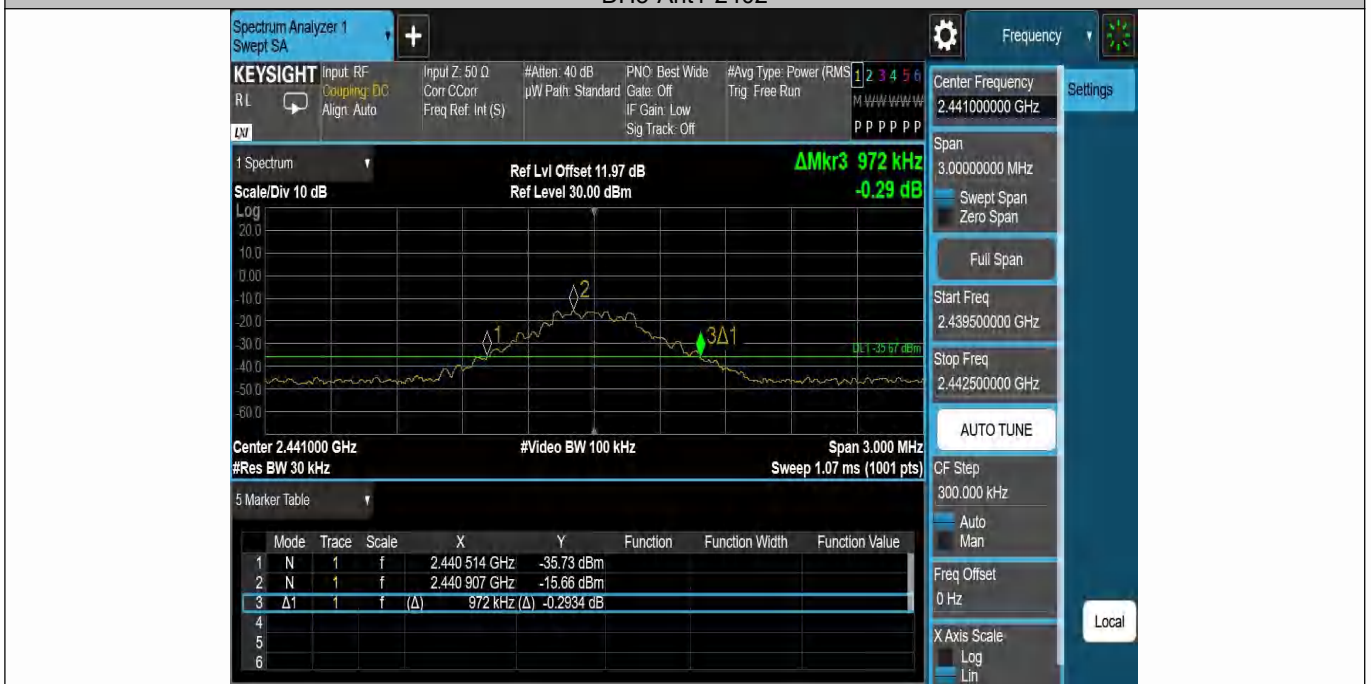 Spectrum Analyzer 1
Swept SA
+
Frequency
KEYSIGHT
RL
LXI
Input: RF
Coupling: DC
Align: Auto
Input Z: 50 Ω
Corr CCorr
Freq Ref: Int (S)
#Atten: 40 dB
µW Path: Standard
PNO: Best Wide
Gate: Off
IF Gain: Low
Sig Track: Off
#Avg Type: Power (RMS
Trig: Free Run
1 2 3 4 5 6
M W W W W W
P P P P P P
1 Spectrum
Scale/Div 10 dB
Ref Lvl Offset 11.97 dB
Ref Level 30.00 dBm
ΔMkr3 972 kHz
-0.29 dB
Log
20.0
10.0
0.00
-10.0
-20.0
-30.0
-40.0
-50.0
-60.0
1
2
3Δ1
DL1 -35.67 dBm
Center 2.441000 GHz
#Video BW 100 kHz
Span 3.000 MHz
#Res BW 30 kHz
Sweep 1.07 ms (1001 pts)
5 Marker Table
Mode Trace Scale X Y Function Function Width Function Value
1 N 1 f 2.440 514 GHz -35.73 dBm
2 N 1 f 2.440 907 GHz -15.66 dBm
3 Δ1 1 f (Δ) 972 kHz (Δ) -0.2934 dB
4
5
6
Center Frequency
2.441000000 GHz
Settings
Span
3.00000000 MHz
Swept Span
Zero Span
Full Span
Start Freq
2.439500000 GHz
Stop Freq
2.442500000 GHz
AUTO TUNE
CF Step
300.000 kHz
Auto
Man
Freq Offset
0 Hz
X Axis Scale
Log
Lin
Local